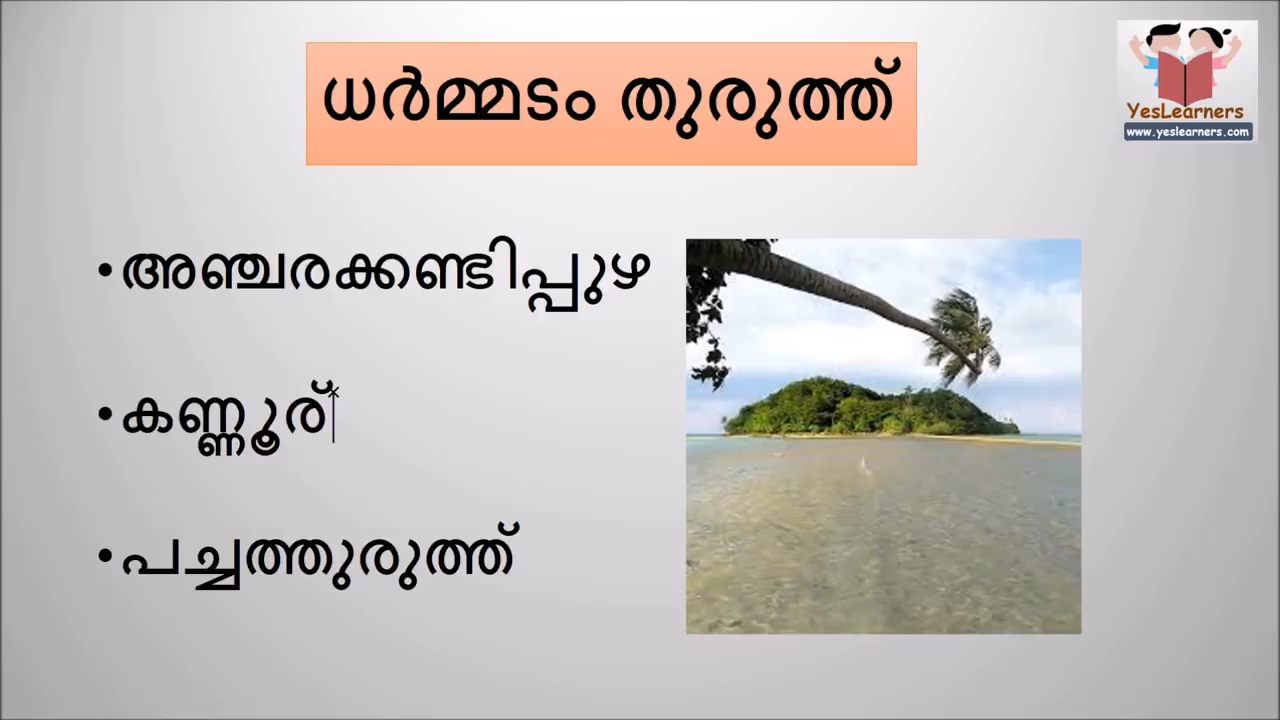 ധർമ്മടം തുരുത്ത്
YesLearners
www.yeslearners.com
•അഞ്ചരക്കണ്ടിപ്പുഴ
•കണ്ണൂര്‍
•പച്ചത്തുരുത്ത്